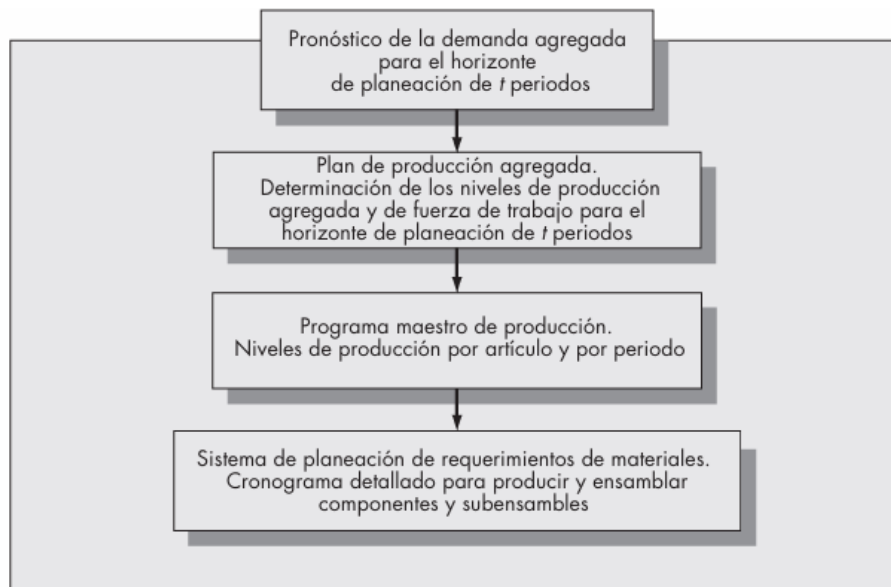 Pronóstico de la demanda agregada
para el horizonte
de planeación de t periodos
Plan de producción agregada.
Determinación de los niveles de producción
agregada y de fuerza de trabajo para el
horizonte de planeación de t periodos
Programa maestro de producción.
Niveles de producción por artículo y por periodo
Sistema de planeación de requerimientos de materiales.
Cronograma detallado para producir y ensamblar
componentes y subensambles